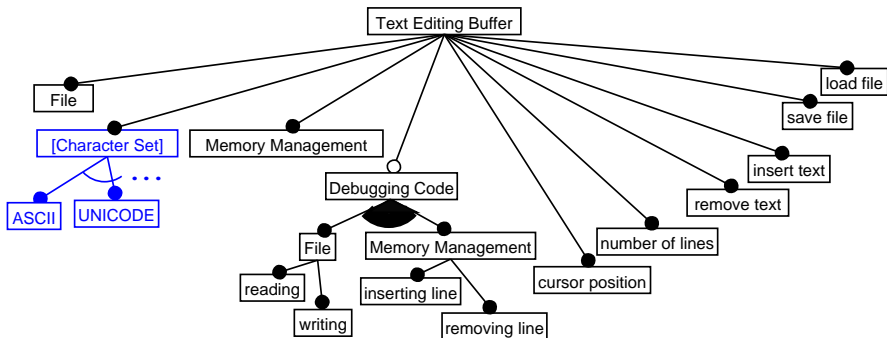 Text Editing Buffer
load file
File
save file
[Character Set]
Memory Management
insert text
Debugging Code
remove text
ASCII
UNICODE
number of lines
File
Memory Management
cursor position
reading
inserting line
writing
removing line